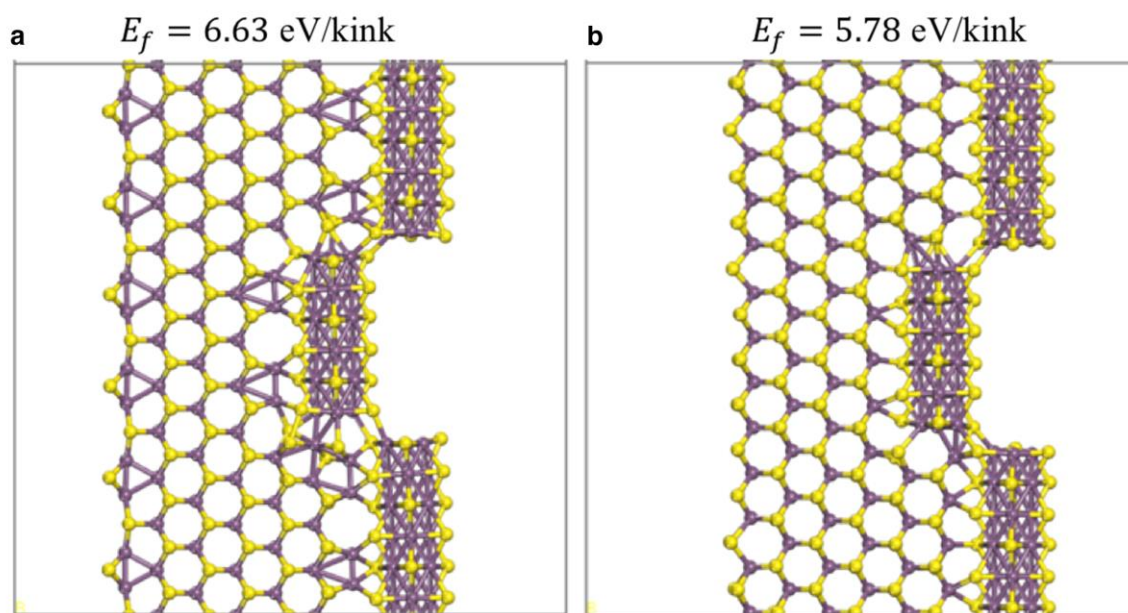 a E_f = 6.63 eV/kink
b E_f = 5.78 eV/kink